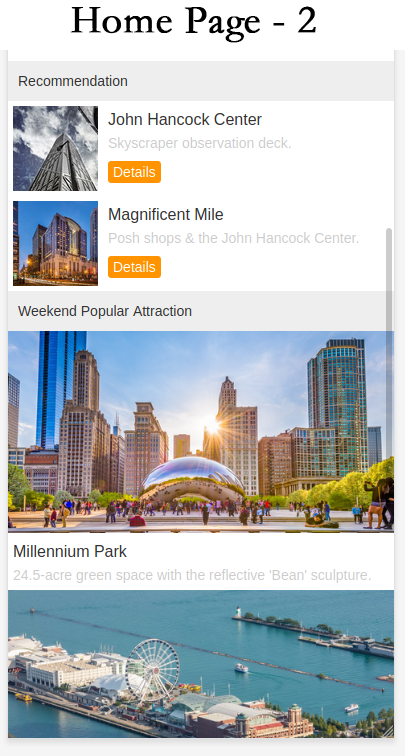 Home Page - 2
Recommendation
John Hancock Center
Skyscraper observation deck.
Details
Magnificent Mile
Posh shops & the John Hancock Center.
Details
Weekend Popular Attraction
Millennium Park
24.5-acre green space with the reflective 'Bean' sculpture.